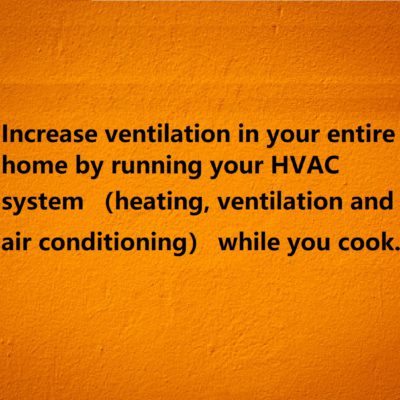 Increase ventilation in your entire
home by running your HVAC
system （heating, ventilation and
air conditioning） while you cook.